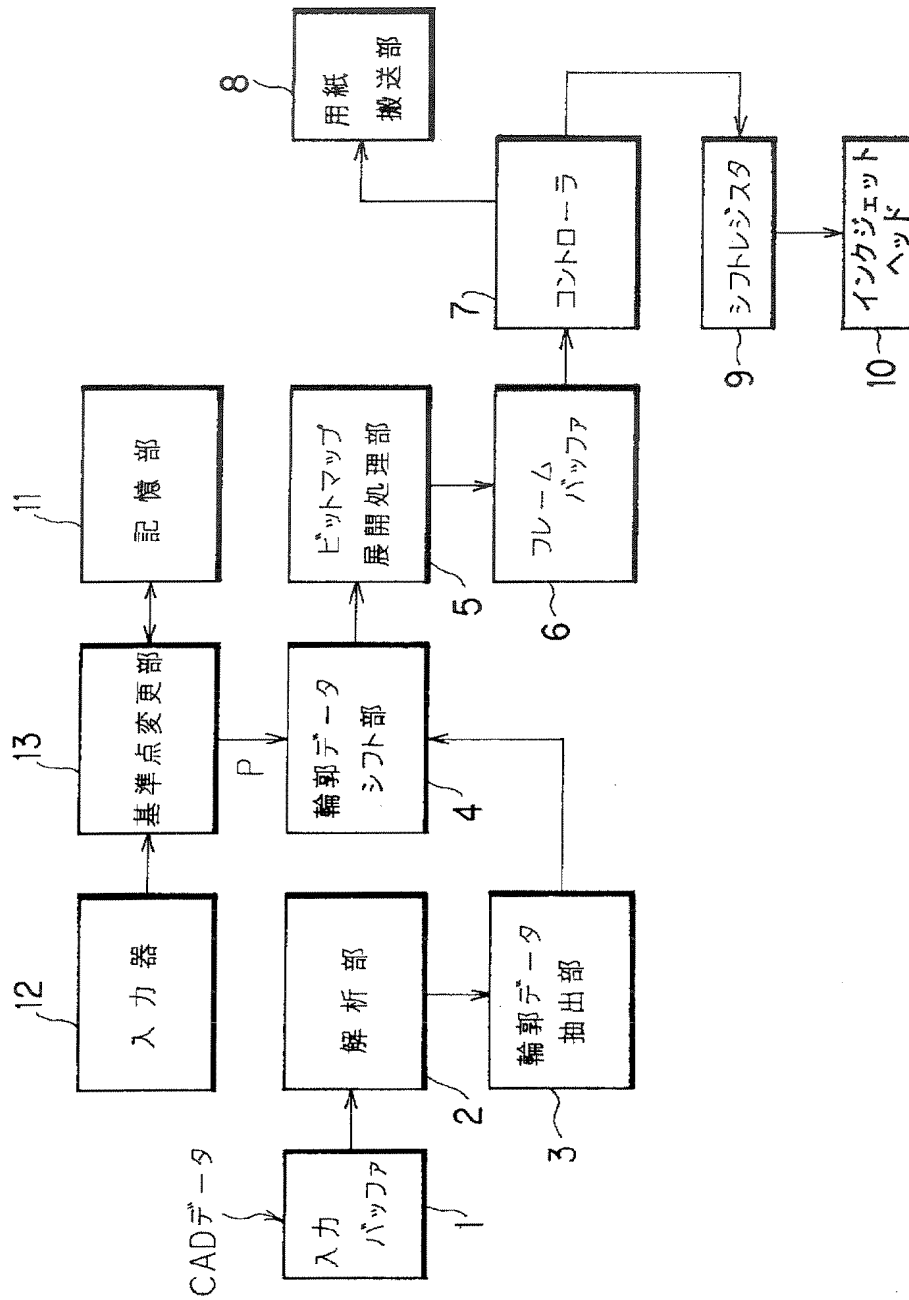 12
入力器
13
基準点変更部
11
記憶部
P
CADデータ
入力
バッファ
1
解析部
2
輪郭データ
抽出部
3
輪郭データ
シフト部
4
ビットマップ
展開処理部
5
フレーム
バッファ
6
コントローラ
7
用紙
搬送部
8
シフトレジスタ
9
インクジェット
ヘッド
10